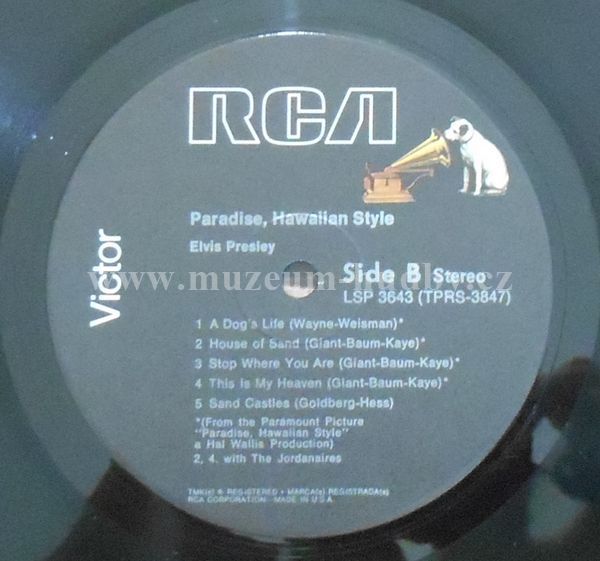 RCA
Victor
Paradise, Hawaiian Style
Elvis Presley
Side B Stereo
LSP 3643 (TPRS-3847)
www.muzeum-hudby.cz
1 A Dog's Life (Wayne-Weisman)*
2 House of Sand (Giant-Baum-Kaye)*
3 Stop Where You Are (Giant-Baum-Kaye)*
4 This Is My Heaven (Giant-Baum-Kaye)*
5 Sand Castles (Goldberg-Hess)
*(From the Paramount Picture
"Paradise, Hawaiian Style"
a Hal Wallis Production)
2, 4. with The Jordanaires
TMK(s) ® REGISTERED • MARCA(s) REGISTRADA(s)
RCA CORPORATION—MADE IN U.S.A.